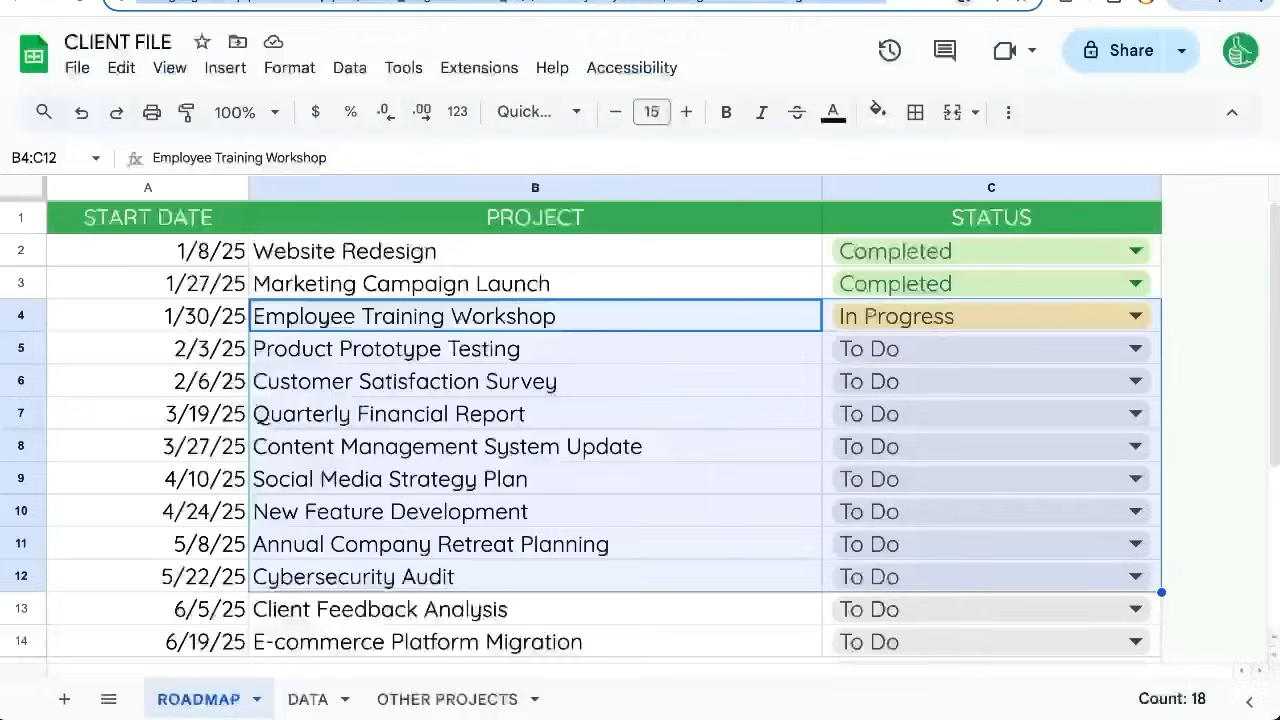 CLIENT FILE
File Edit View Insert Format Data Tools Extensions Help Accessibility
Share
100% $ % .0 .00 123 Quick... 15 B I A
B4:C12 fx Employee Training Workshop
A B C
1 START DATE PROJECT STATUS
2 1/8/25 Website Redesign Completed
3 1/27/25 Marketing Campaign Launch Completed
4 1/30/25 Employee Training Workshop In Progress
5 2/3/25 Product Prototype Testing To Do
6 2/6/25 Customer Satisfaction Survey To Do
7 3/19/25 Quarterly Financial Report To Do
8 3/27/25 Content Management System Update To Do
9 4/10/25 Social Media Strategy Plan To Do
10 4/24/25 New Feature Development To Do
11 5/8/25 Annual Company Retreat Planning To Do
12 5/22/25 Cybersecurity Audit To Do
13 6/5/25 Client Feedback Analysis To Do
14 6/19/25 E-commerce Platform Migration To Do
ROADMAP DATA OTHER PROJECTS Count: 18